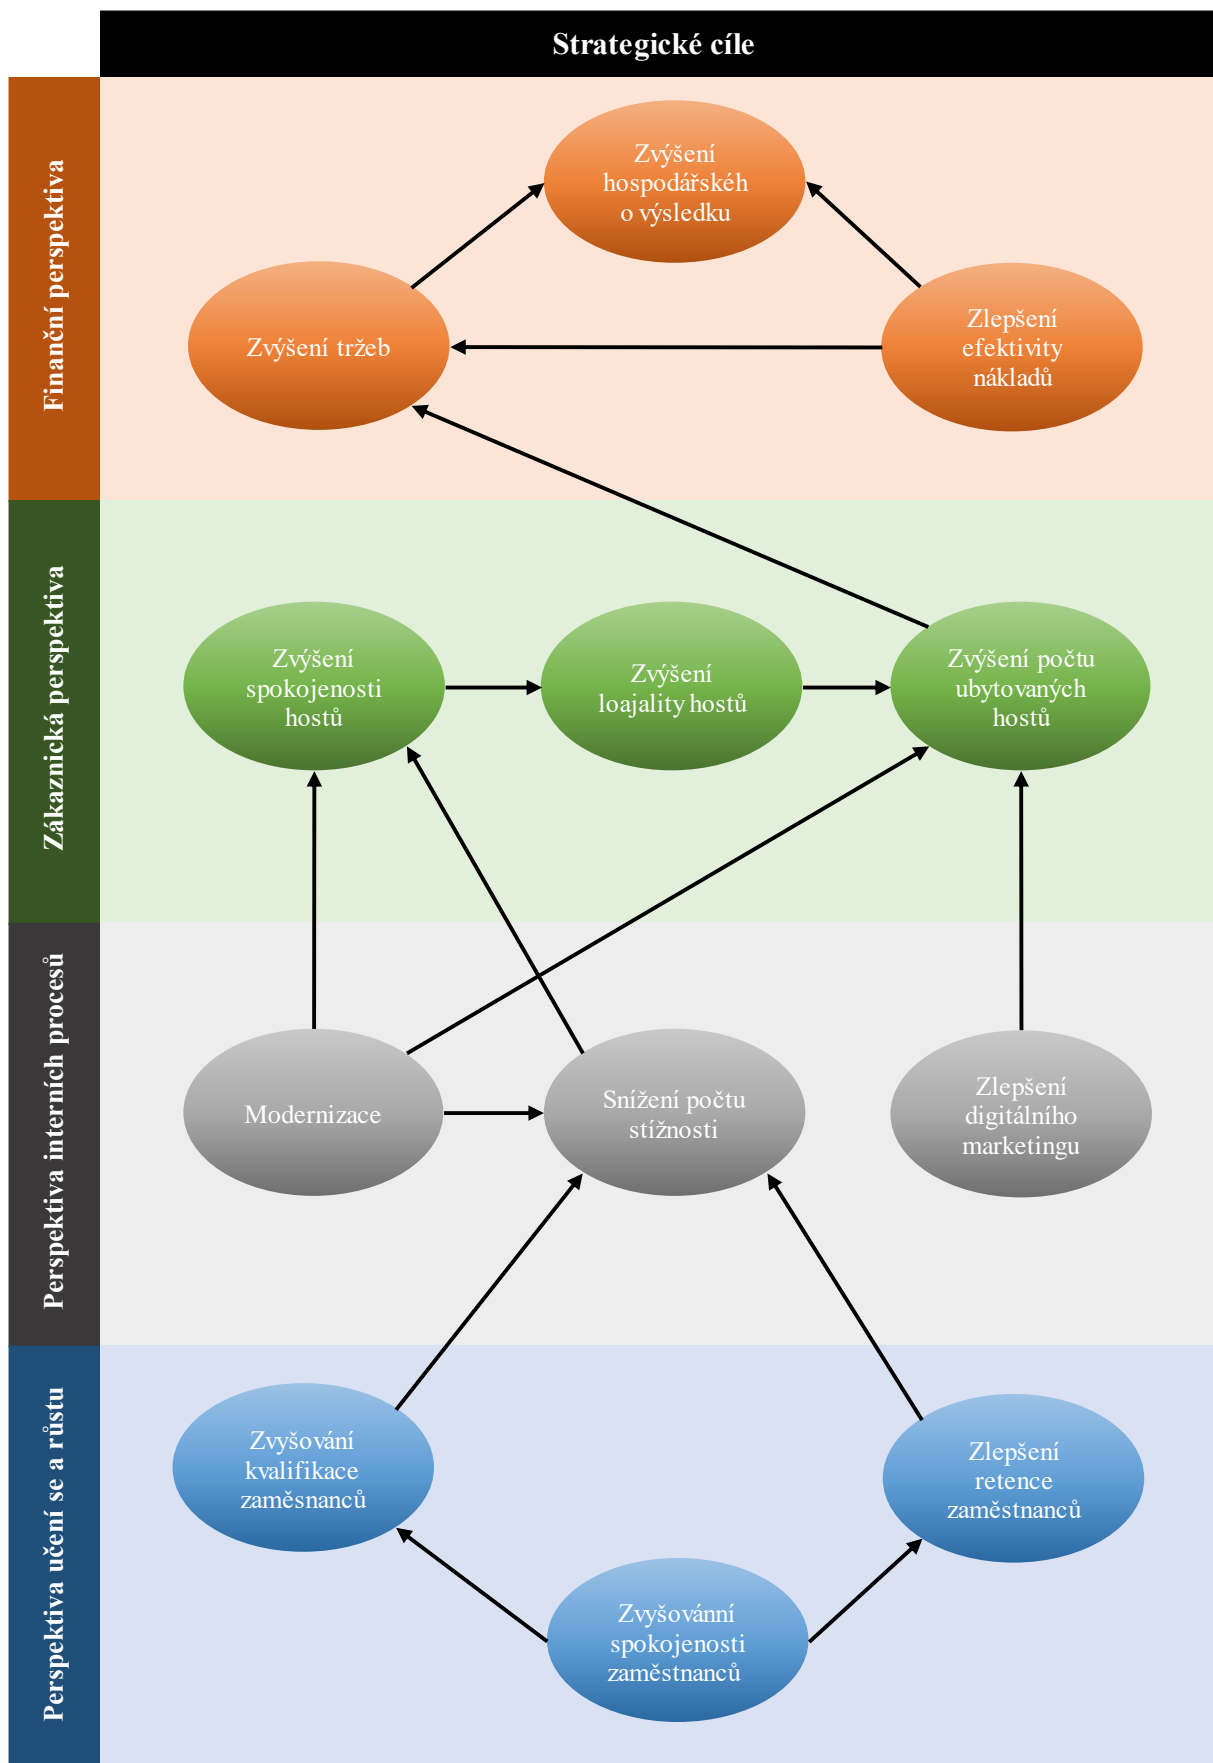 Strategické cíle
Finanční perspektiva
Zvýšení
hospodářskéh
o výsledku
Zvýšení tržeb
Zlepšení
efektivity
nákladů
Zákaznická perspektiva
Zvýšení
spokojenosti
hostů
Zvýšení
loajality hostů
Zvýšení počtu
ubytovaných
hostů
Perspektiva interních procesů
Modernizace
Snížení počtu
stížnosti
Zlepšení
digitálního
marketingu
Perspektiva učení se a růstu
Zvyšování
kvalifikace
zaměsnanců
Zlepšení
retence
zaměstnanců
Zvyšovánní
spokojenosti
zaměstnanců